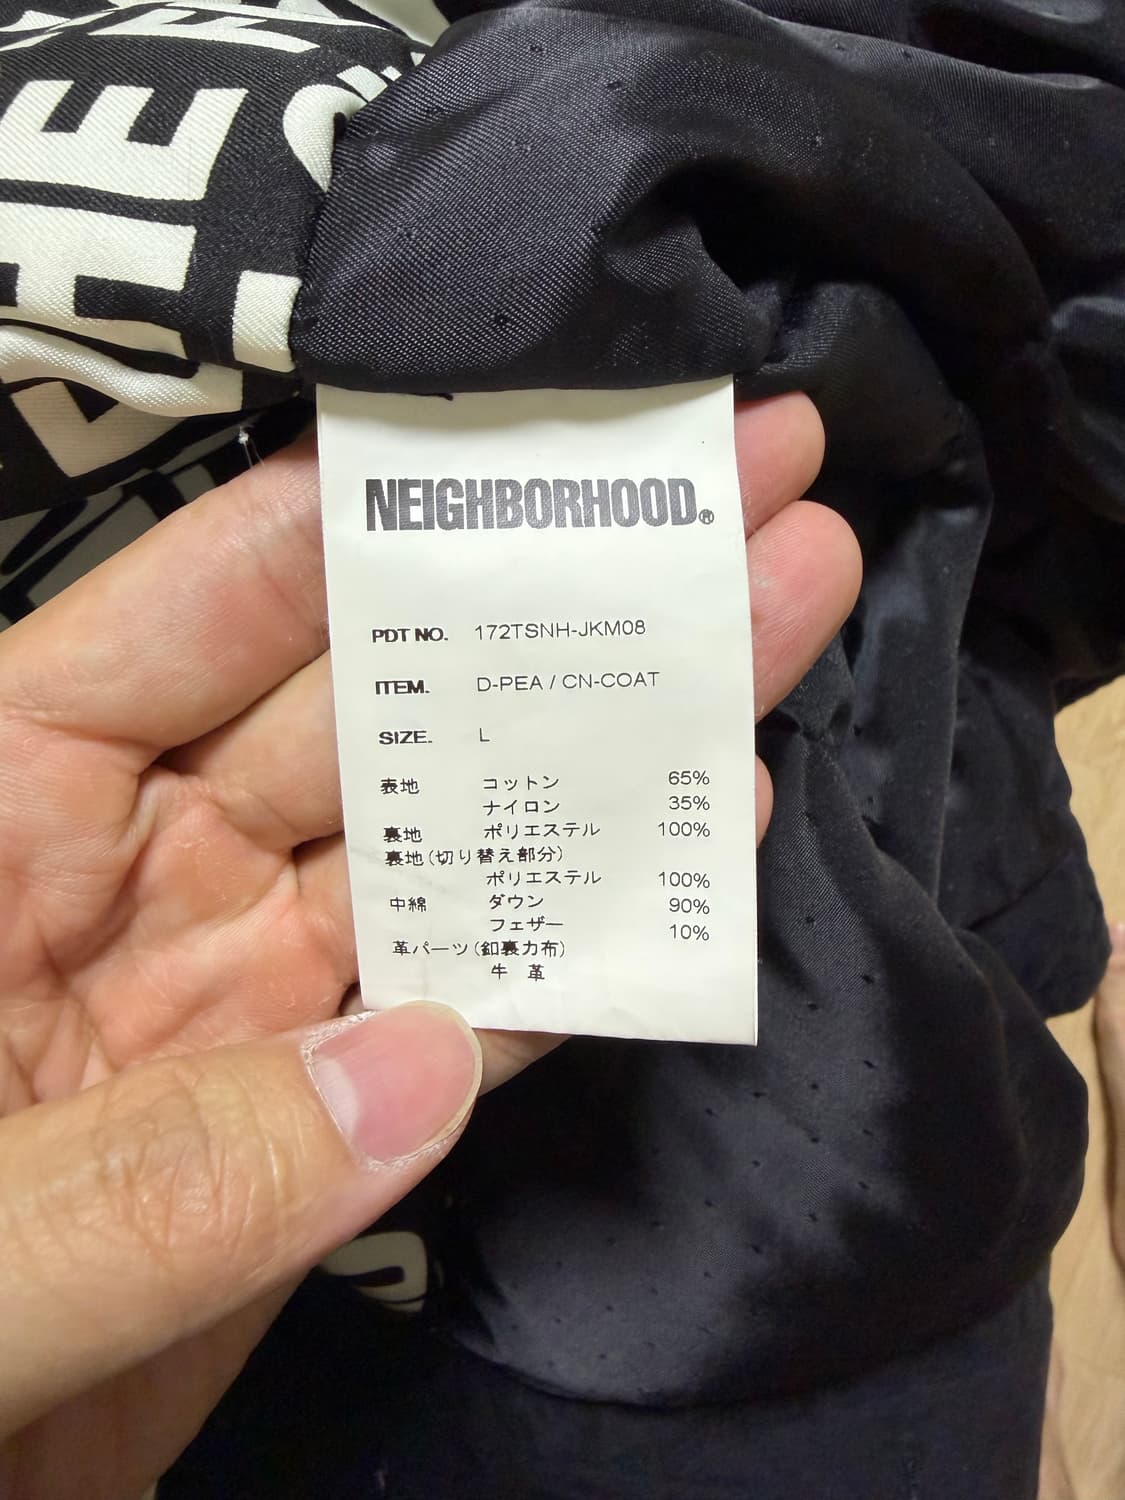 NEIGHBORHOOD®
PDT NO. 172TSNH-JKM08
ITEM. D-PEA / CN-COAT
SIZE. L
表地 コットン 65%
ナイロン 35%
裏地 ポリエステル 100%
裏地(切り替え部分)
ポリエステル 100%
中綿 ダウン 90%
フェザー 10%
革パーツ(釦裏力布)
牛 革